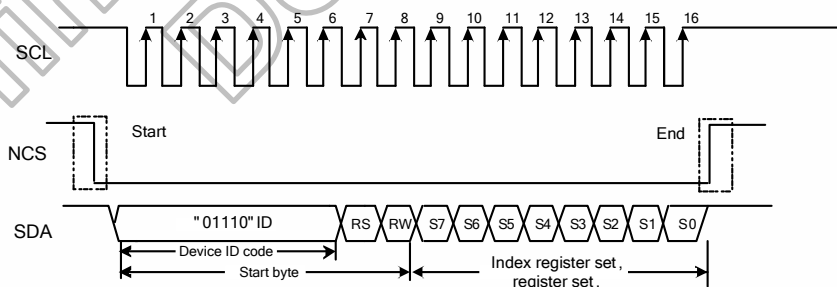 1 2 3 4 5 6 7 8 9 10 11 12 13 14 15 16
SCL
Start
End
NCS
SDA
"01110" ID
RS
RW
S7
S6
S5
S4
S3
S2
S1
S0
Device ID code
Start byte
Index register set,
register set,